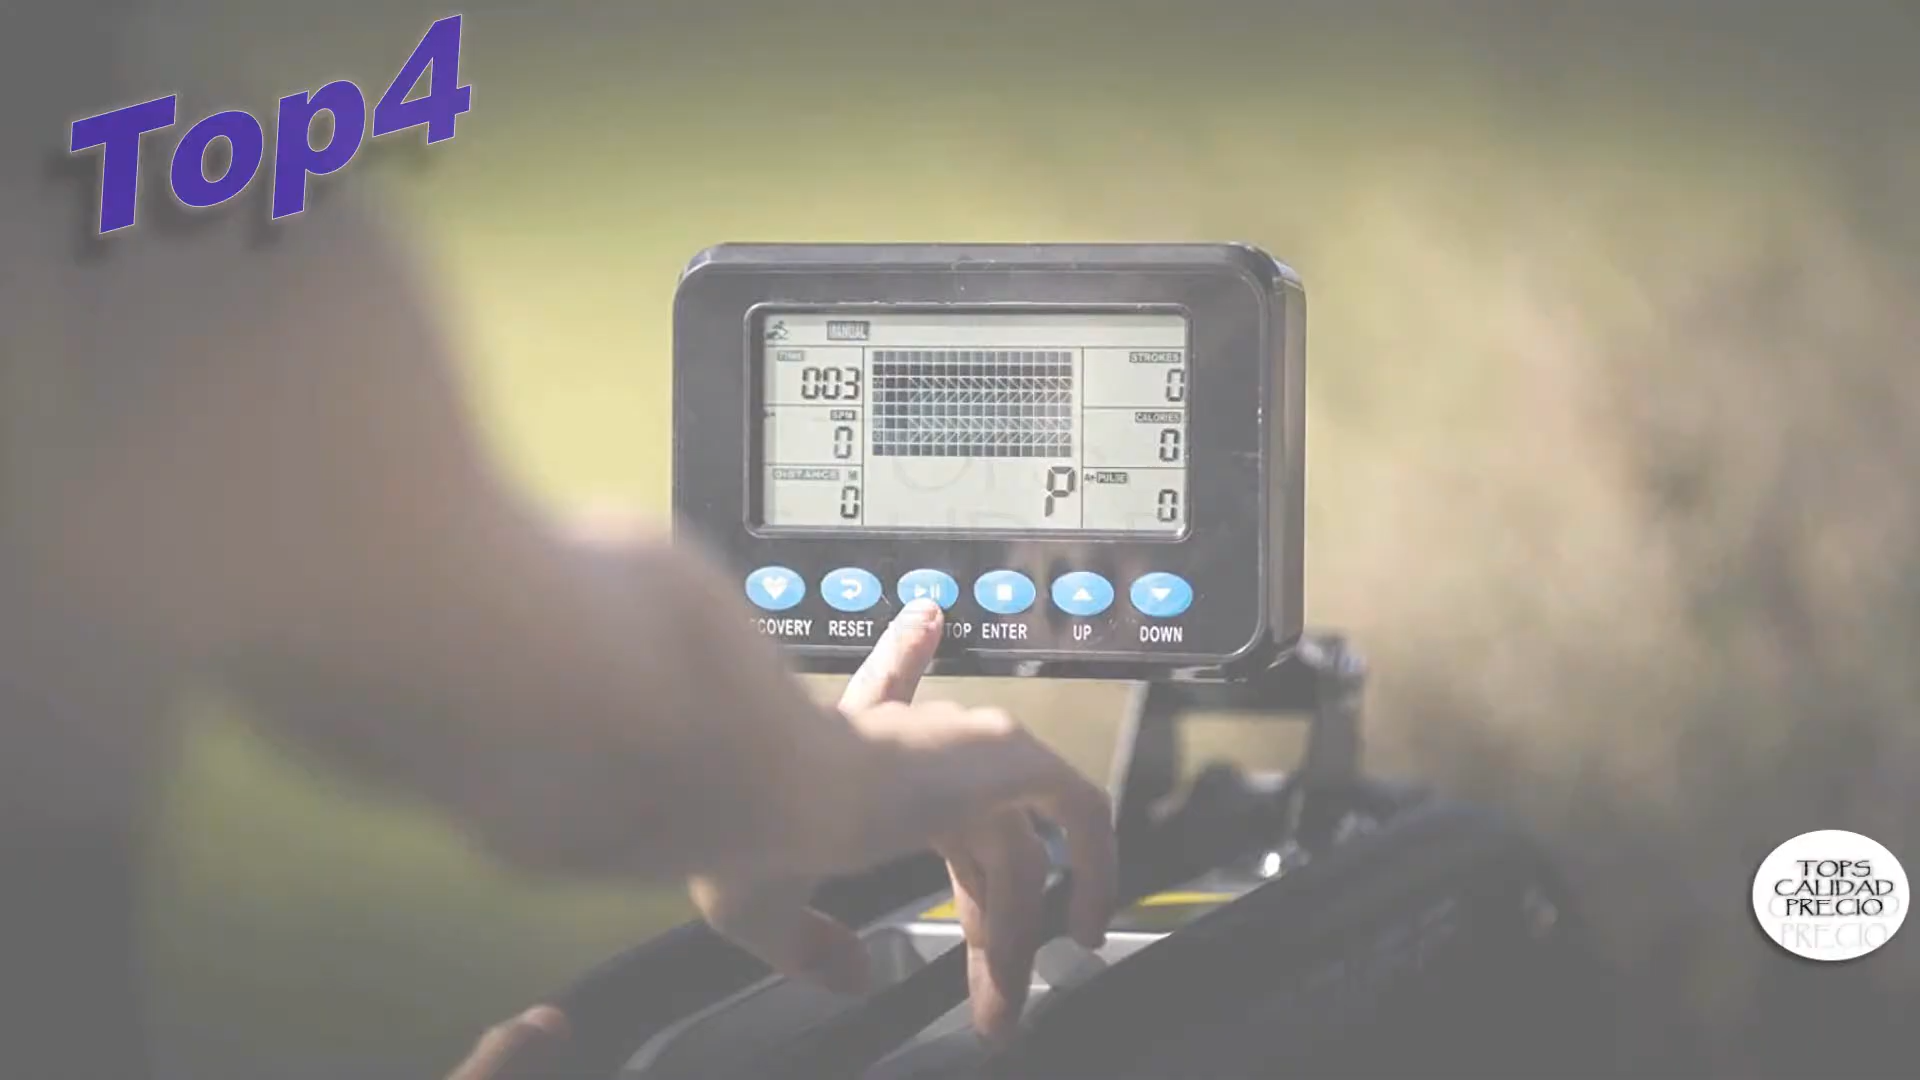 Top4
MANUAL
TIME
003
STROKES
0
SPM
0
CALORIES
0
DISTANCE M
0
P
PULSE
0
COVERY RESET TOP ENTER UP DOWN
TOPS
CALIDAD
PRECIO
PRECIO